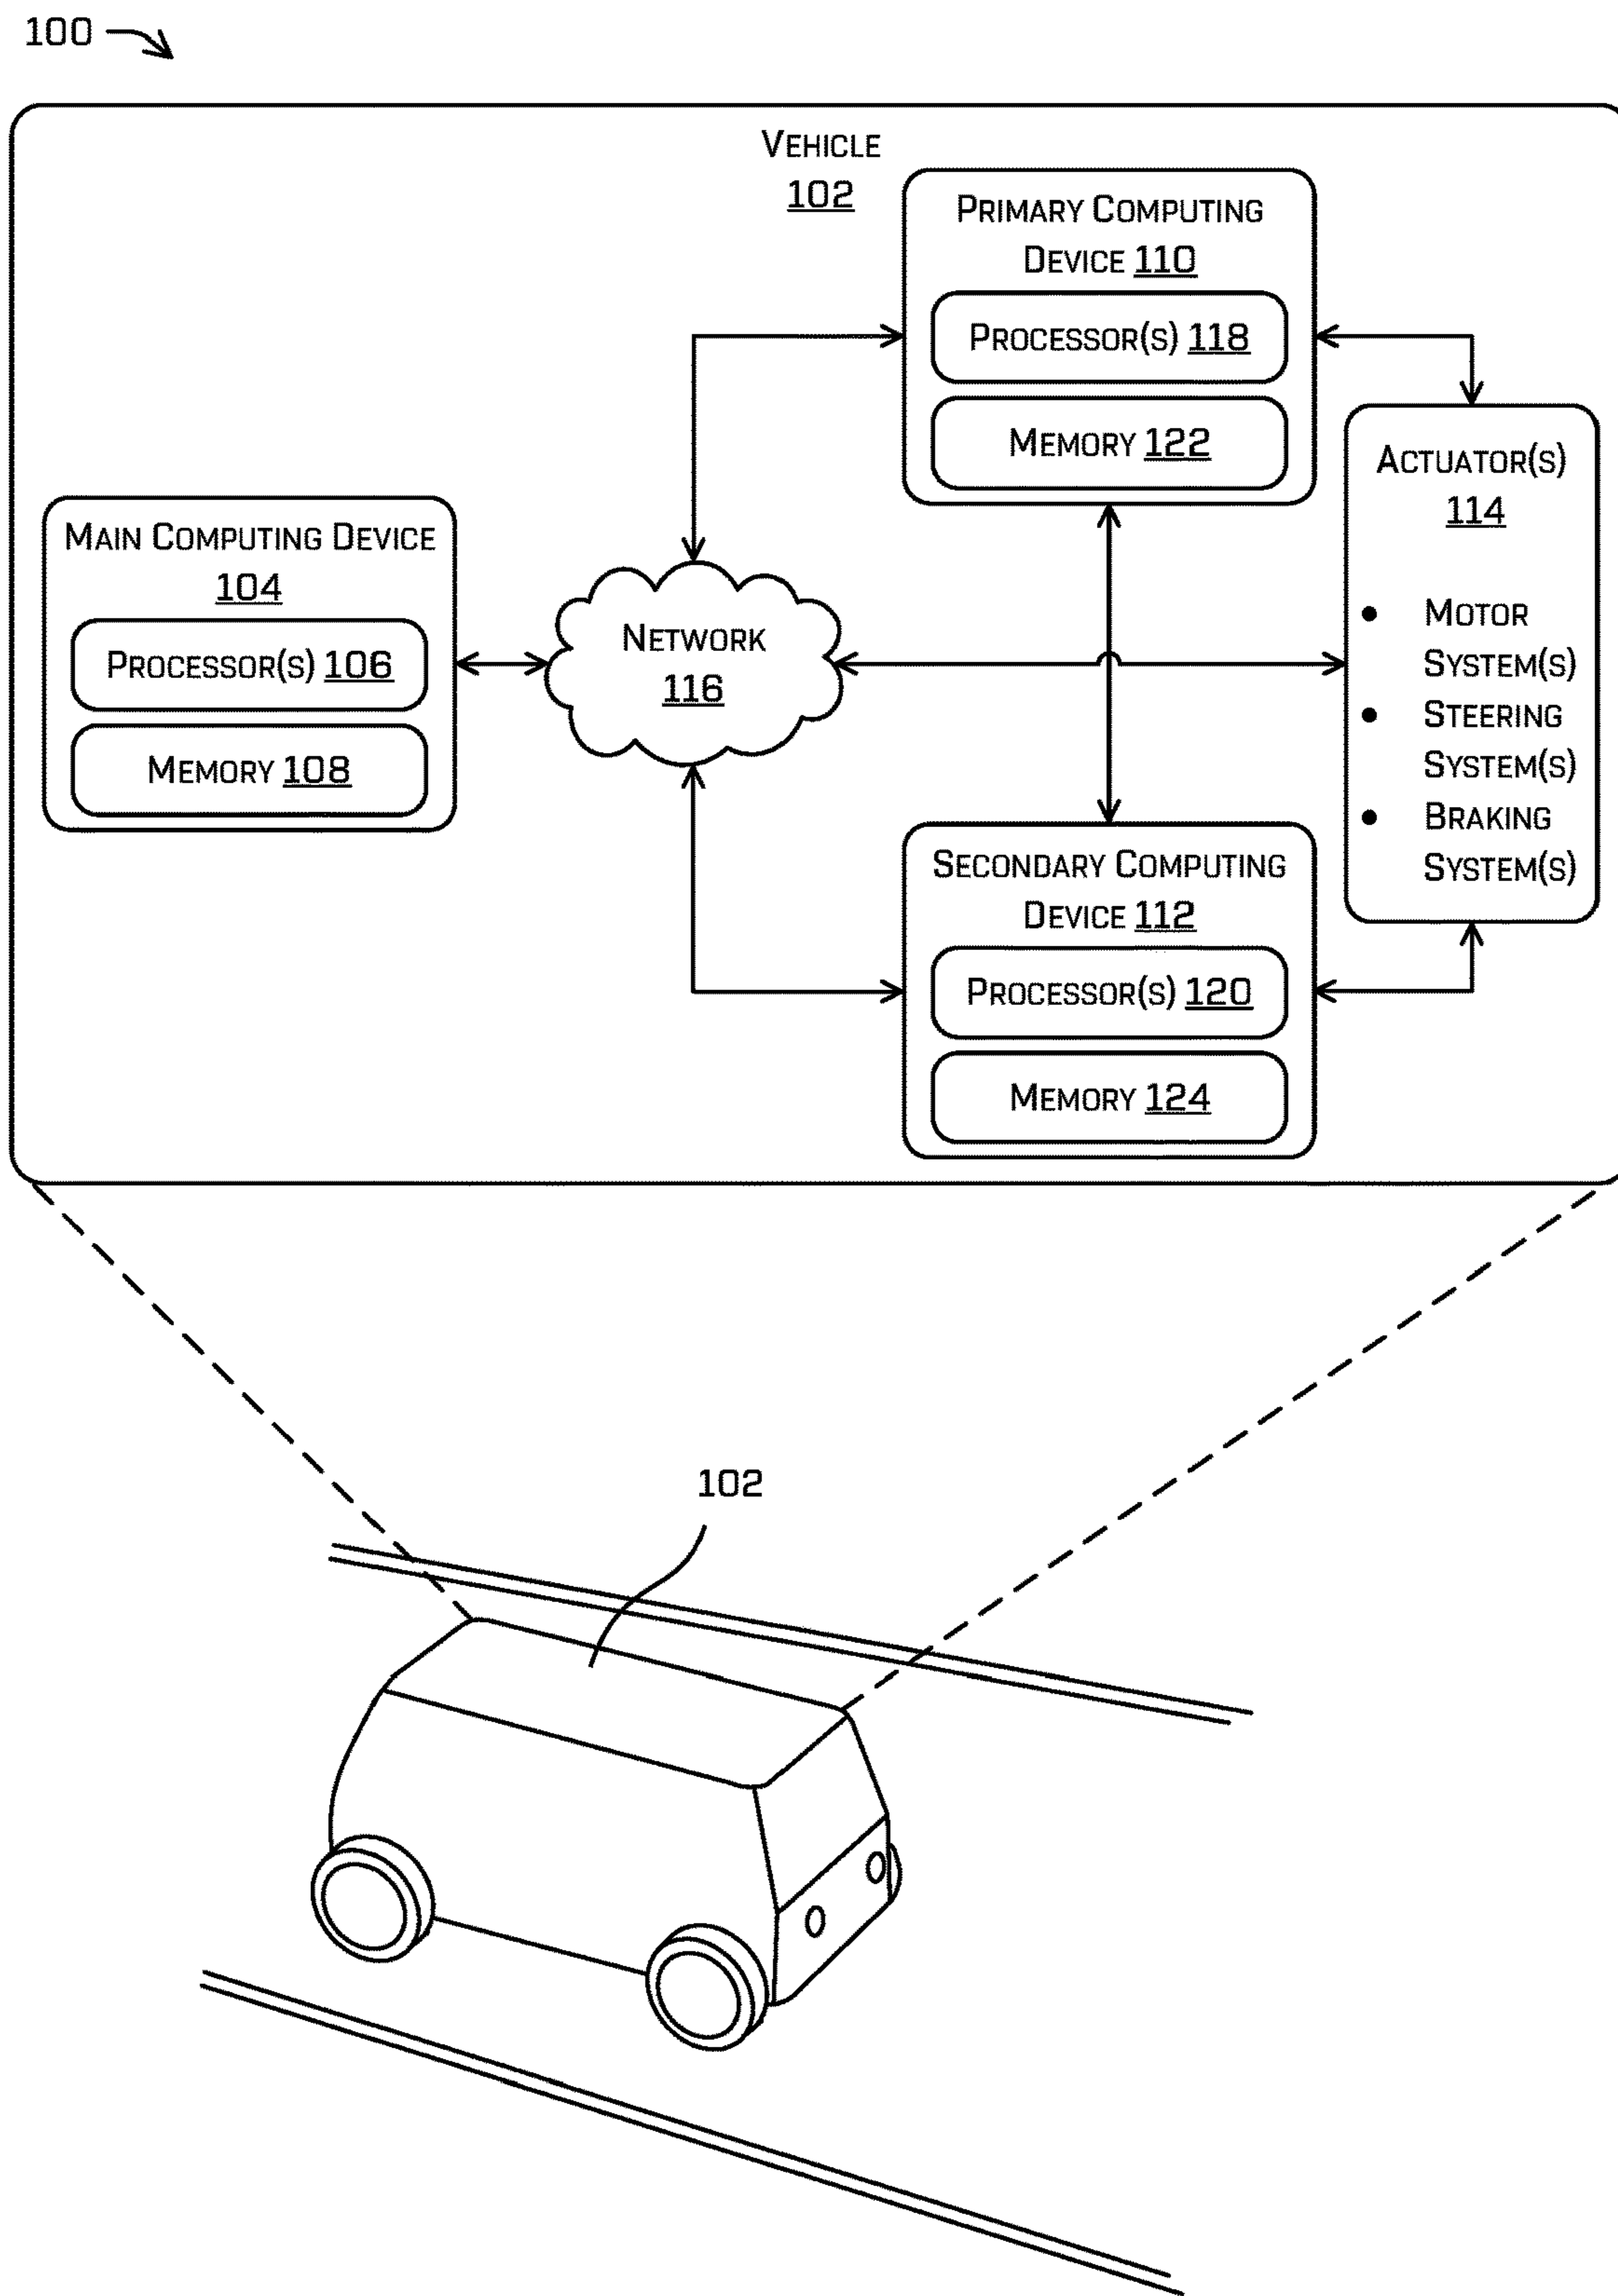 100
VEHICLE
102
PRIMARY COMPUTING
DEVICE 110
PROCESSOR(S) 118
MEMORY 122
MAIN COMPUTING DEVICE
104
PROCESSOR(S) 106
MEMORY 108
NETWORK
116
ACTUATOR(S)
114
• MOTOR
SYSTEM(S)
• STEERING
SYSTEM(S)
• BRAKING
SYSTEM(S)
SECONDARY COMPUTING
DEVICE 112
PROCESSOR(S) 120
MEMORY 124
102